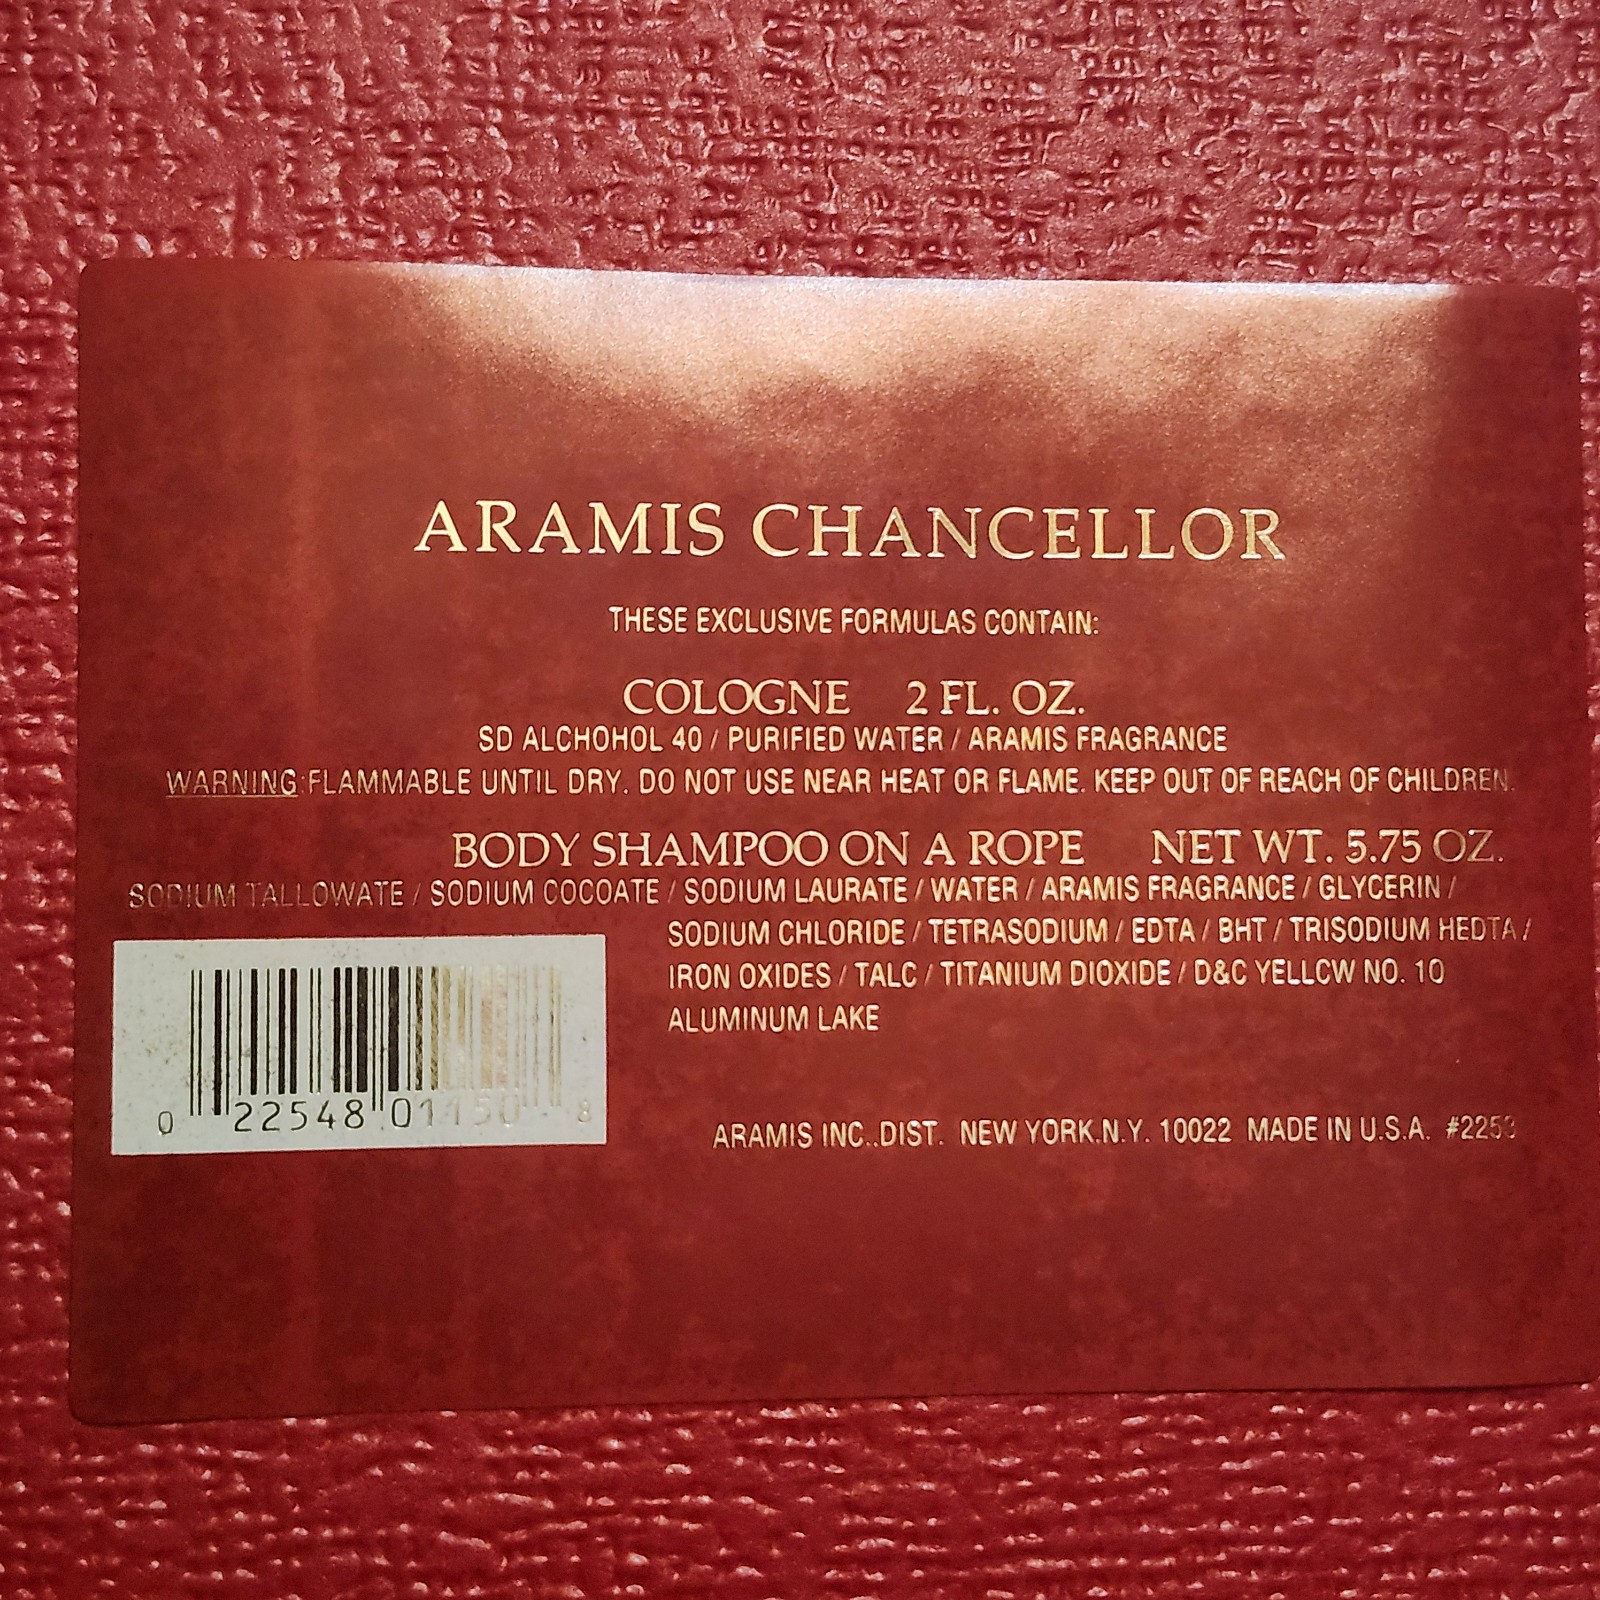 ARAMIS CHANCELLOR
THESE EXCLUSIVE FORMULAS CONTAIN:
COLOGNE 2 FL. OZ.
SD ALCHOHOL 40 / PURIFIED WATER / ARAMIS FRAGRANCE
WARNING:FLAMMABLE UNTIL DRY. DO NOT USE NEAR HEAT OR FLAME. KEEP OUT OF REACH OF CHILDREN.
BODY SHAMPOO ON A ROPE NET WT. 5.75 OZ.
SODIUM TALLOWATE / SODIUM COCOATE / SODIUM LAURATE / WATER / ARAMIS FRAGRANCE / GLYCERIN /
SODIUM CHLORIDE / TETRASODIUM / EDTA / BHT / TRISODIUM HEDTA /
IRON OXIDES / TALC / TITANIUM DIOXIDE / D&C YELLCW NO. 10
ALUMINUM LAKE
0 22548 01150 8
ARAMIS INC..DIST. NEW YORK.N.Y. 10022 MADE IN U.S.A. #2253